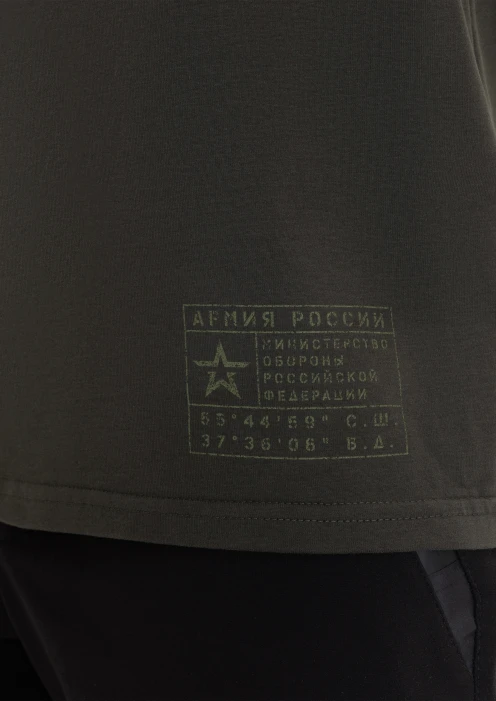 АРМИЯ РОССИИ
МИНИСТЕРСТВО
ОБОРОНЫ
РОССИЙСКОЙ
ФЕДЕРАЦИИ
55°44'59" С.Ш.
37°36'06" В.Д.